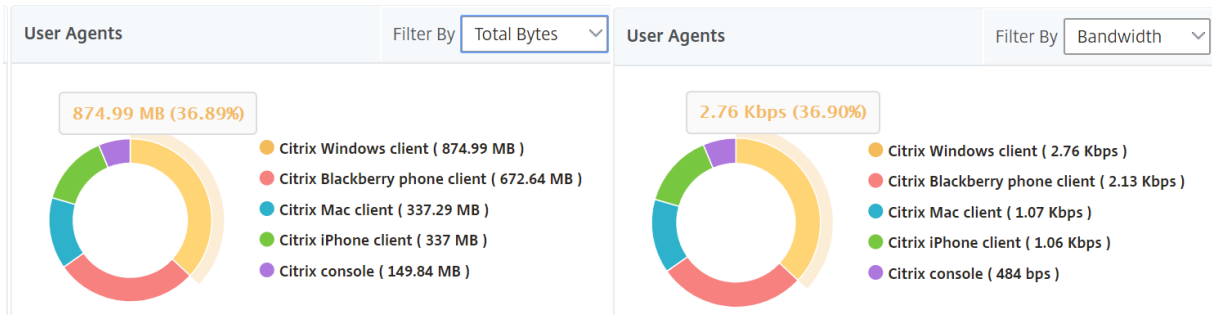 User Agents
Filter By Total Bytes
874.99 MB (36.89%)
Citrix Windows client ( 874.99 MB )
Citrix Blackberry phone client ( 672.64 MB )
Citrix Mac client ( 337.29 MB )
Citrix iPhone client ( 337 MB )
Citrix console ( 149.84 MB )
User Agents
Filter By Bandwidth
2.76 Kbps (36.90%)
Citrix Windows client ( 2.76 Kbps )
Citrix Blackberry phone client ( 2.13 Kbps )
Citrix Mac client ( 1.07 Kbps )
Citrix iPhone client ( 1.06 Kbps )
Citrix console ( 484 bps )